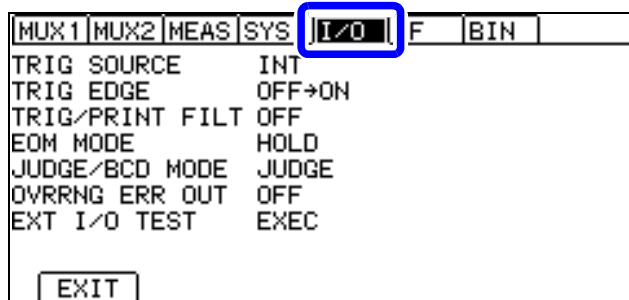 MUX1 MUX2 MEAS SYS I/O F BIN
TRIG SOURCE INT
TRIG EDGE OFF→ON
TRIG/PRINT FILT OFF
EOM MODE HOLD
JUDGE/BCD MODE JUDGE
OVRRNG ERR OUT OFF
EXT I/O TEST EXEC
EXIT